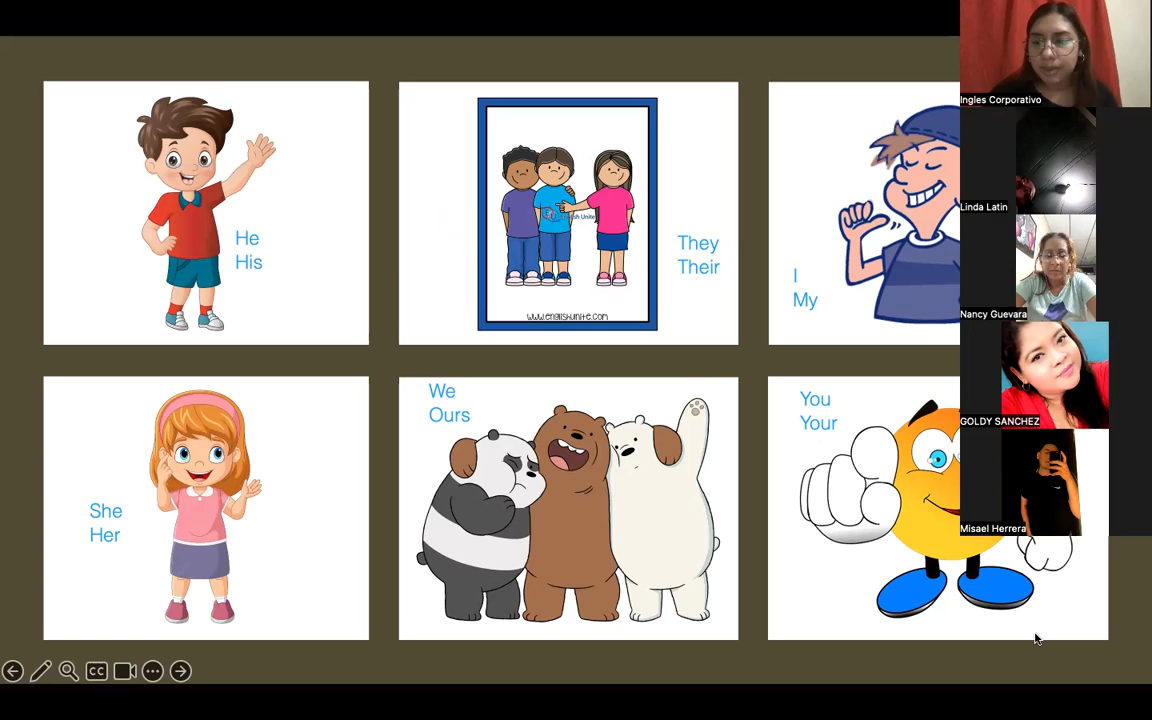 He
His
They
Their
www.englishunite.com
I
My
She
Her
We
Ours
You
Your
Ingles Corporativo
Linda Latin
Nancy Guevara
GOLDY SANCHEZ
Misael Herrera
CC